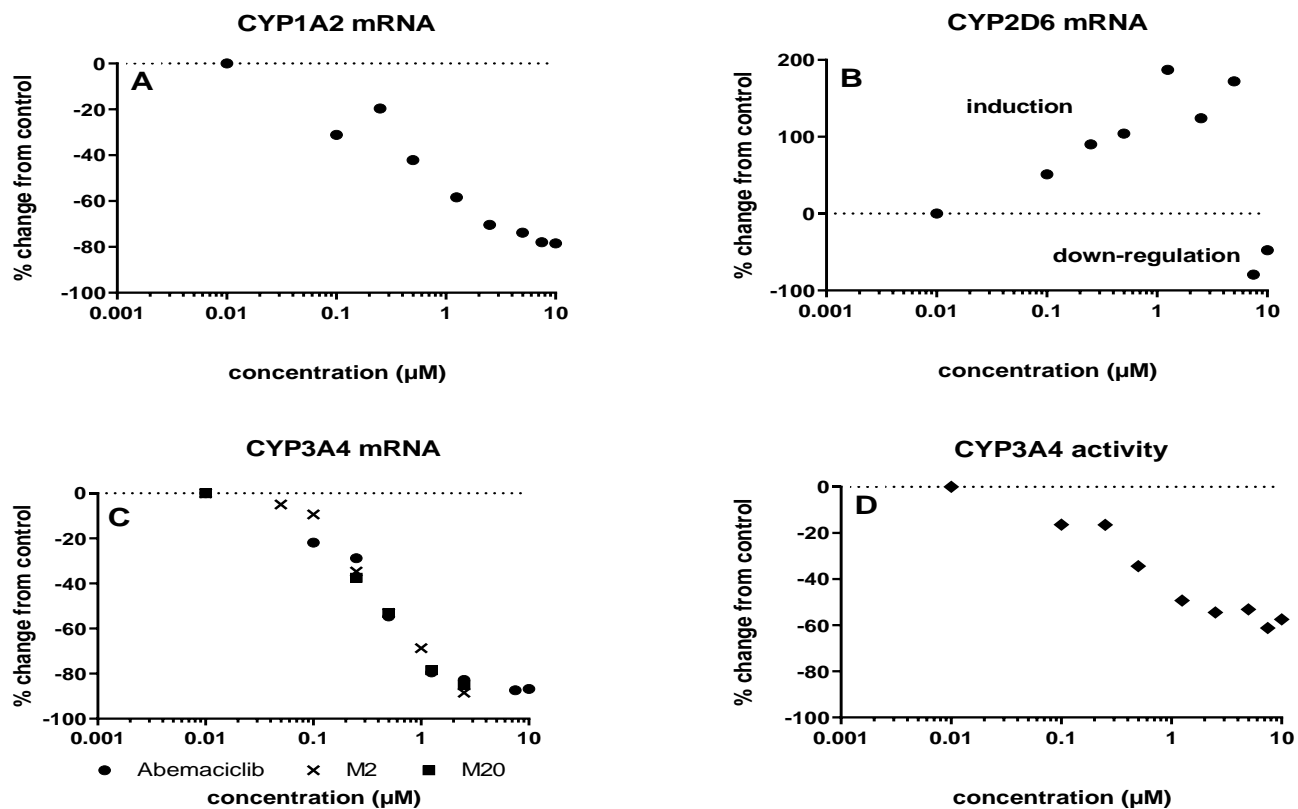 CYP1A2 mRNA
A
% change from control
0
-20
-40
-60
-80
-100
0.001 0.01 0.1 1 10
concentration (µM)
CYP2D6 mRNA
B
% change from control
200
100
0
-100
induction
down-regulation
0.001 0.01 0.1 1 10
concentration (µM)
CYP3A4 mRNA
C
% change from control
0
-20
-40
-60
-80
-100
0.001 0.01 0.1 1 10
Abemaciclib M2 M20
concentration (µM)
CYP3A4 activity
D
% change from control
0
-20
-40
-60
-80
-100
0.001 0.01 0.1 1 10
concentration (µM)